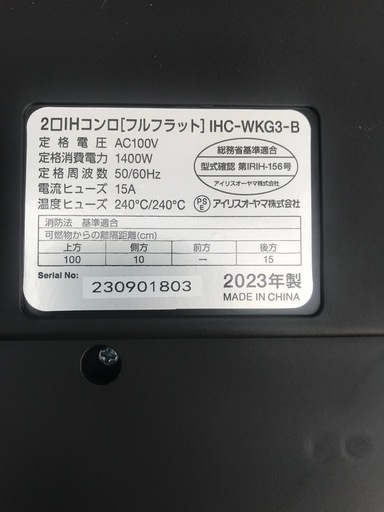 2口IHコンロ[フルフラット] IHC-WKG3-B
定格電圧 AC100V
定格消費電力 1400W
定格周波数 50/60Hz
電流ヒューズ 15A
温度ヒューズ 240℃/240℃
総務省基準適合
型式確認 第IRIH-156号
アイリスオーヤマ株式会社
PS
E
アイリスオーヤマ株式会社
消防法 基準適合
可燃物からの離隔距離(cm)
上方 側方 前方 後方
100 10 ー 15
Serial No:
230901803
2023年製
MADE IN CHINA